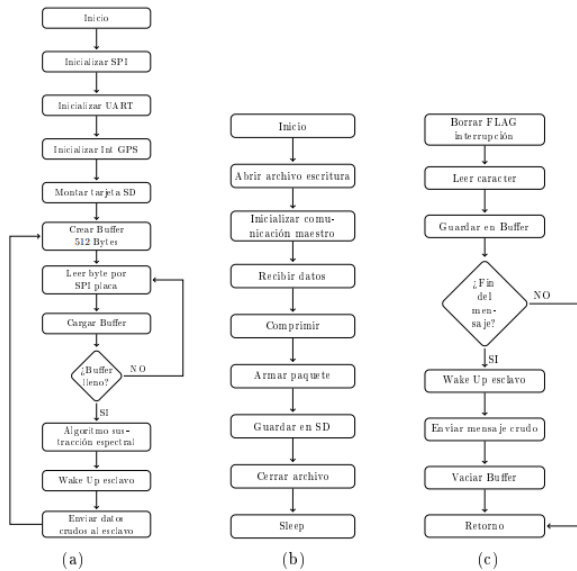 Inicio
Inicializar SPI
Inicializar UART
Inicializar Int GPS
Montar tarjeta SD
Crear Buffer
512 Bytes
Leer byte por
SPI placa
Cargar Buffer
¿Buffer
lleno?
NO
SI
Algoritmo sus-
tracción espectral
Wake Up esclavo
Enviar datos
crudos al esclavo
(a)
Inicio
Abrir archivo escritura
Inicializar comu-
nicación maestro
Recibir datos
Comprimir
Armar paquete
Guardar en SD
Cerrar archivo
Sleep
(b)
Borrar FLAG
interrupción
Leer caracter
Guardar en Buffer
¿Fin
del
men-
saje?
NO
SI
Wake Up esclavo
Enviar mensaje crudo
Vaciar Buffer
Retorno
(c)